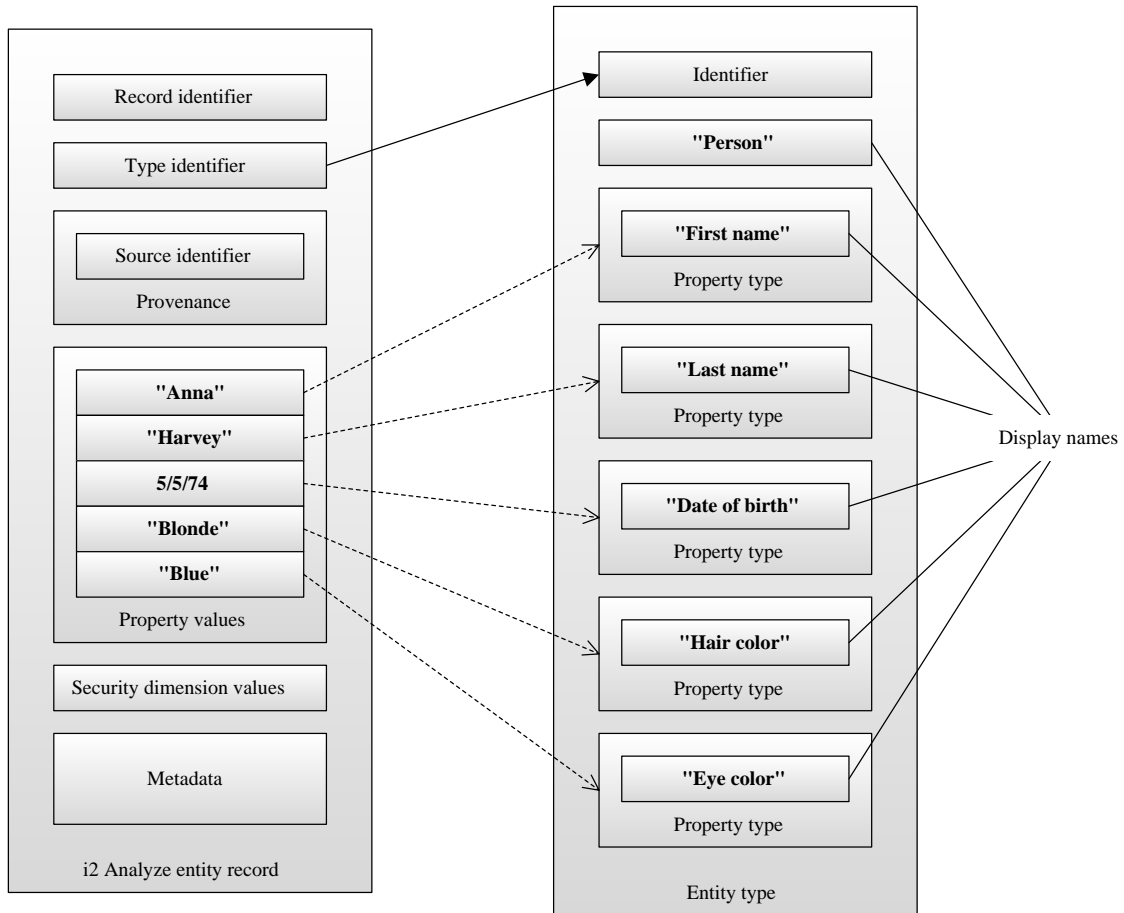 Record identifier
Type identifier
Source identifier
Provenance
"Anna"
"Harvey"
5/5/74
"Blonde"
"Blue"
Property values
Security dimension values
Metadata
i2 Analyze entity record
Identifier
"Person"
"First name"
Property type
"Last name"
Property type
"Date of birth"
Property type
"Hair color"
Property type
"Eye color"
Property type
Entity type
Display names